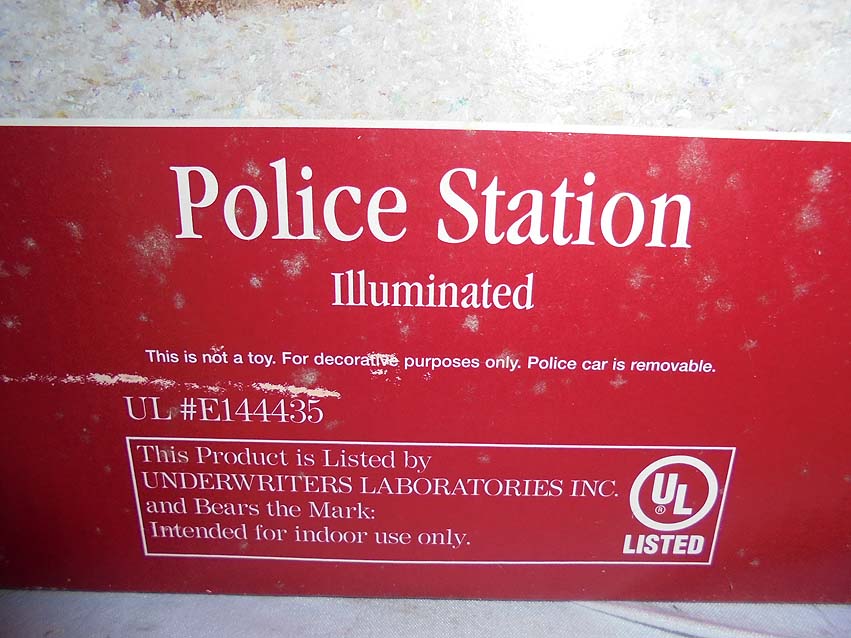 Police Station
Illuminated
This is not a toy. For decorative purposes only. Police car is removable.
UL #E144435
This Product is Listed by
UNDERWRITERS LABORATORIES INC.
and Bears the Mark:
Intended for indoor use only.
UL ®
LISTED